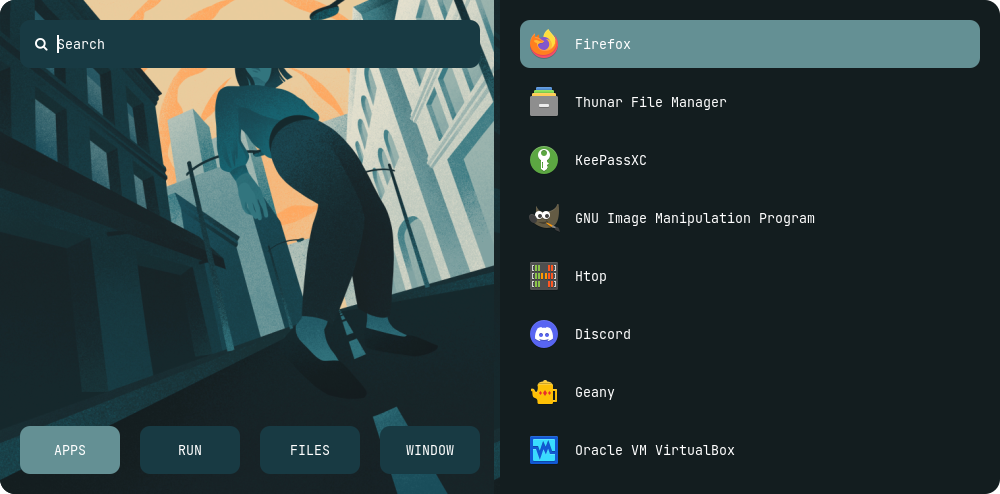 Search
APPS
RUN
FILES
WINDOW
Firefox
Thunar File Manager
KeePassXC
GNU Image Manipulation Program
Htop
Discord
Geany
Oracle VM VirtualBox